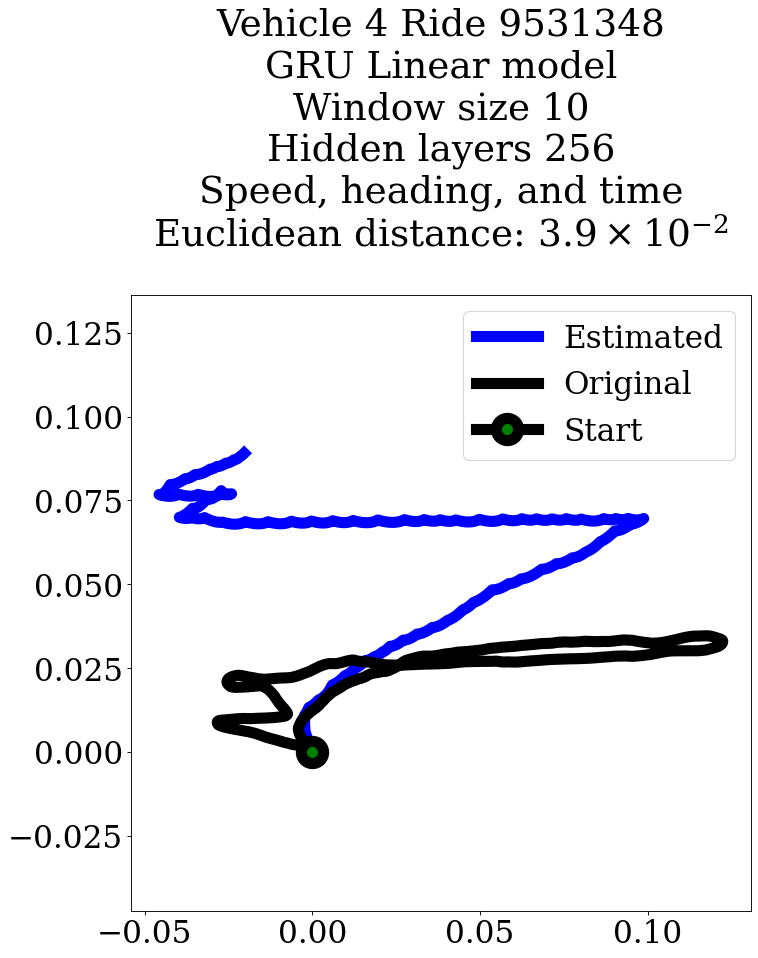 Vehicle 4 Ride 9531348
GRU Linear model
Window size 10
Hidden layers 256
Speed, heading, and time
Euclidean distance: 3.9 × 10⁻²
Estimated
Original
Start
0.125
0.100
0.075
0.050
0.025
0.000
−0.025
−0.05 0.00 0.05 0.10